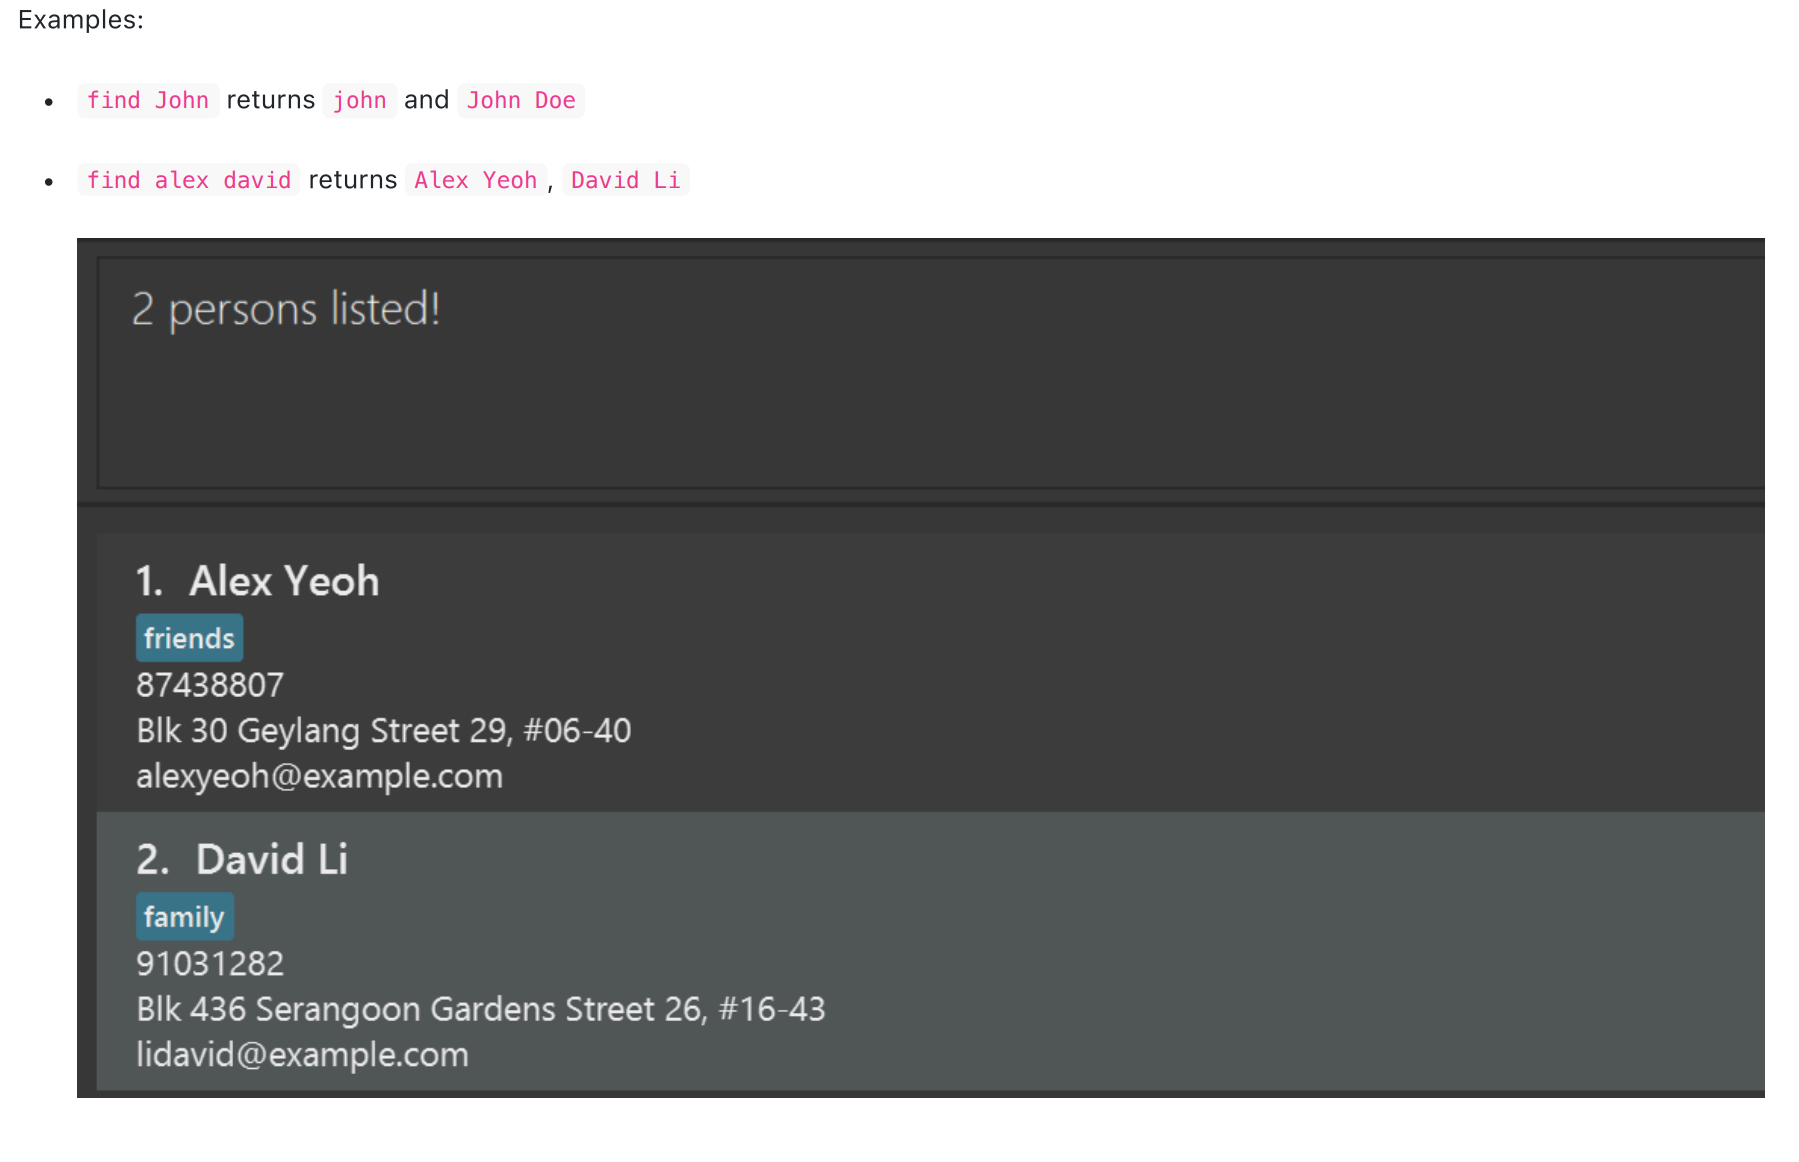 Examples:
find John returns john and John Doe
find alex david returns Alex Yeoh, David Li
2 persons listed!
1. Alex Yeoh
friends
87438807
Blk 30 Geylang Street 29, #06-40
alexyeoh@example.com
2. David Li
family
91031282
Blk 436 Serangoon Gardens Street 26, #16-43
lidavid@example.com